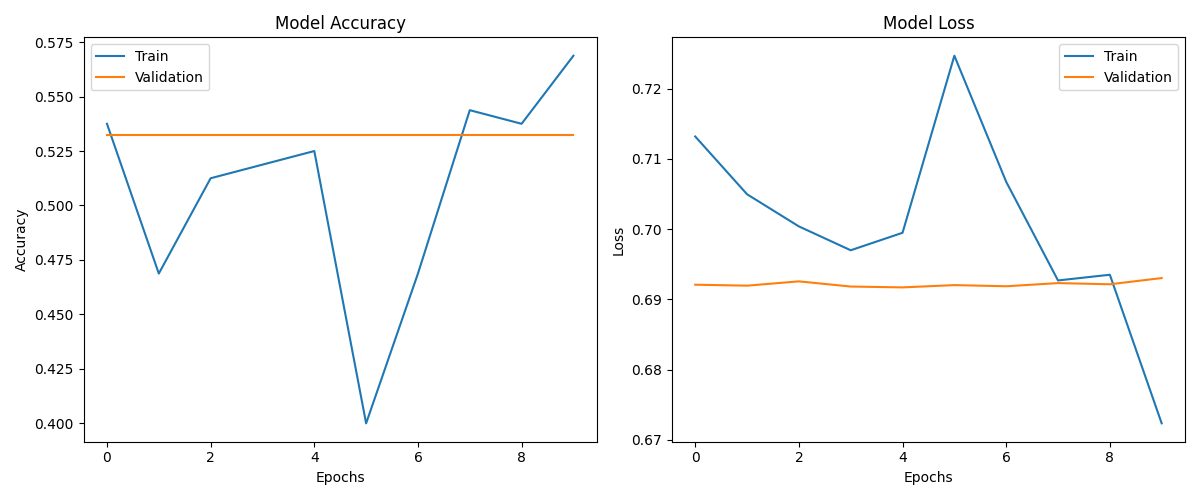 Model Accuracy
0.575
0.550
0.525
0.500
0.475
0.450
0.425
0.400
Accuracy
Train
Validation
0 2 4 6 8
Epochs
Model Loss
0.72
0.71
0.70
0.69
0.68
0.67
Loss
Train
Validation
0 2 4 6 8
Epochs